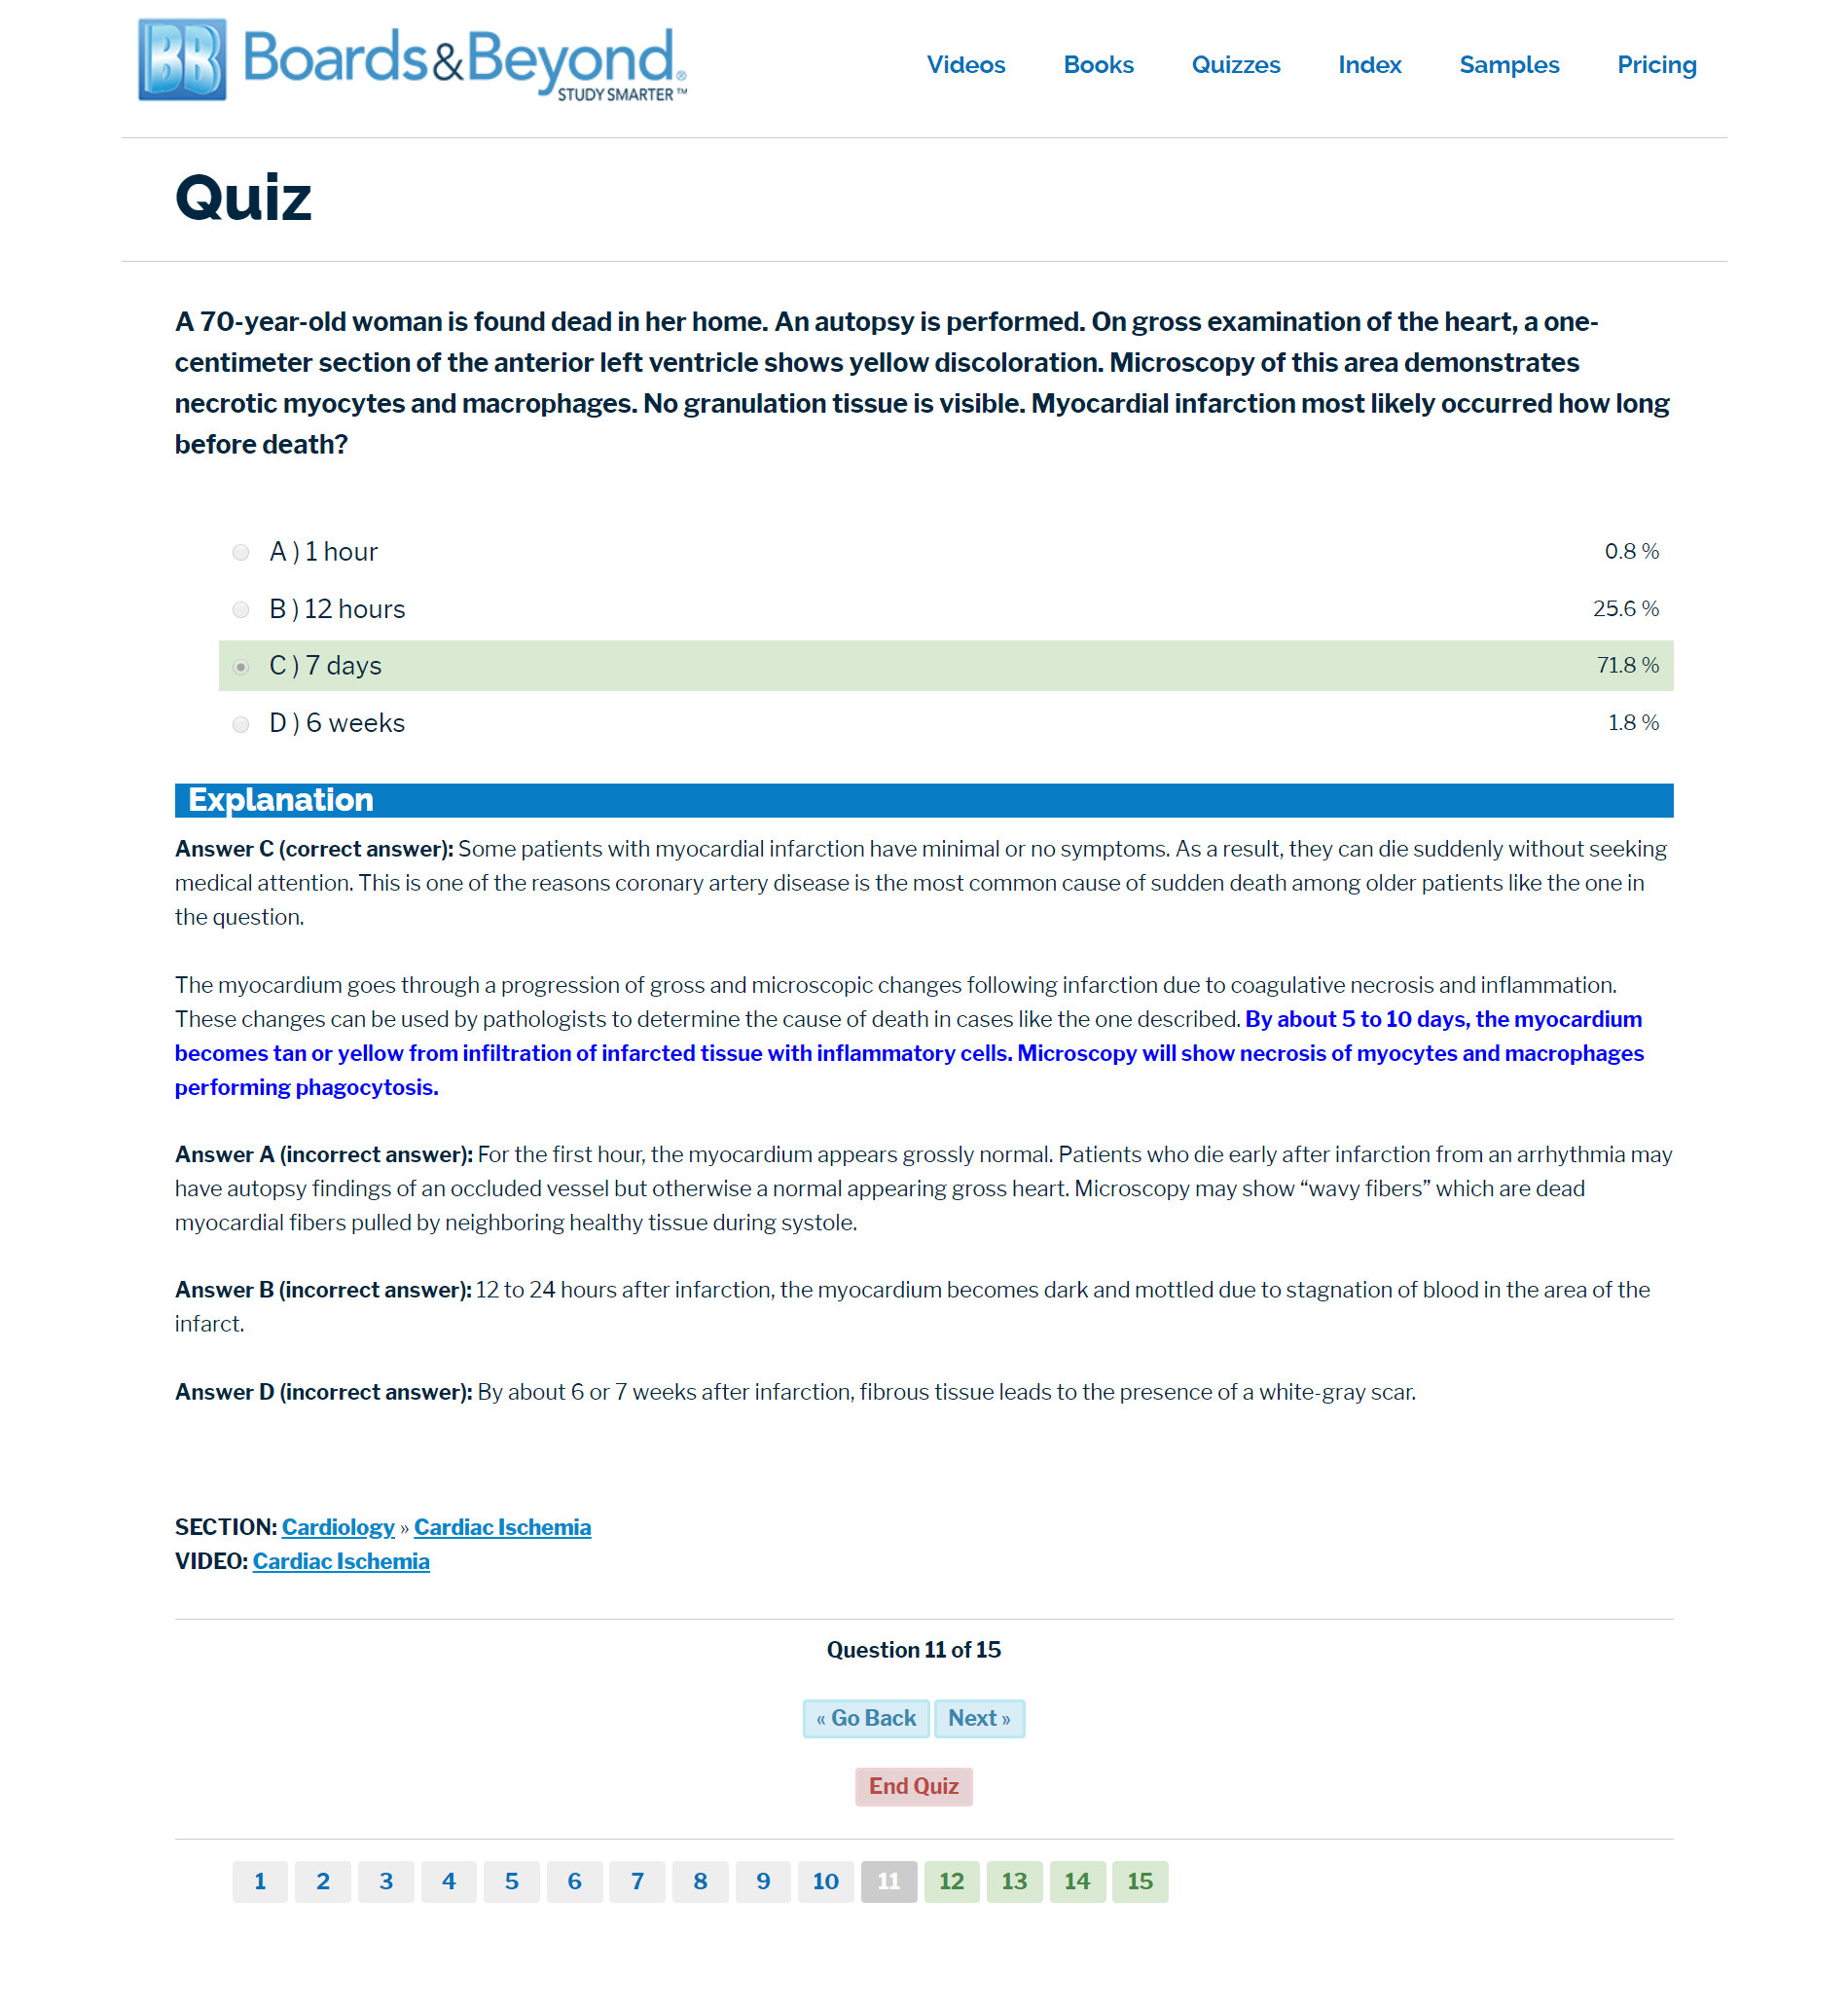 BB Boards&Beyond®
STUDY SMARTER™
Videos Books Quizzes Index Samples Pricing
Quiz
A 70-year-old woman is found dead in her home. An autopsy is performed. On gross examination of the heart, a one-
centimeter section of the anterior left ventricle shows yellow discoloration. Microscopy of this area demonstrates
necrotic myocytes and macrophages. No granulation tissue is visible. Myocardial infarction most likely occurred how long
before death?
A ) 1 hour 0.8 %
B ) 12 hours 25.6 %
C ) 7 days 71.8 %
D ) 6 weeks 1.8 %
Explanation
Answer C (correct answer): Some patients with myocardial infarction have minimal or no symptoms. As a result, they can die suddenly without seeking
medical attention. This is one of the reasons coronary artery disease is the most common cause of sudden death among older patients like the one in
the question.
The myocardium goes through a progression of gross and microscopic changes following infarction due to coagulative necrosis and inflammation.
These changes can be used by pathologists to determine the cause of death in cases like the one described. By about 5 to 10 days, the myocardium
becomes tan or yellow from infiltration of infarcted tissue with inflammatory cells. Microscopy will show necrosis of myocytes and macrophages
performing phagocytosis.
Answer A (incorrect answer): For the first hour, the myocardium appears grossly normal. Patients who die early after infarction from an arrhythmia may
have autopsy findings of an occluded vessel but otherwise a normal appearing gross heart. Microscopy may show “wavy fibers” which are dead
myocardial fibers pulled by neighboring healthy tissue during systole.
Answer B (incorrect answer): 12 to 24 hours after infarction, the myocardium becomes dark and mottled due to stagnation of blood in the area of the
infarct.
Answer D (incorrect answer): By about 6 or 7 weeks after infarction, fibrous tissue leads to the presence of a white-gray scar.
SECTION: Cardiology » Cardiac Ischemia
VIDEO: Cardiac Ischemia
Question 11 of 15
« Go Back Next »
End Quiz
1 2 3 4 5 6 7 8 9 10 11 12 13 14 15